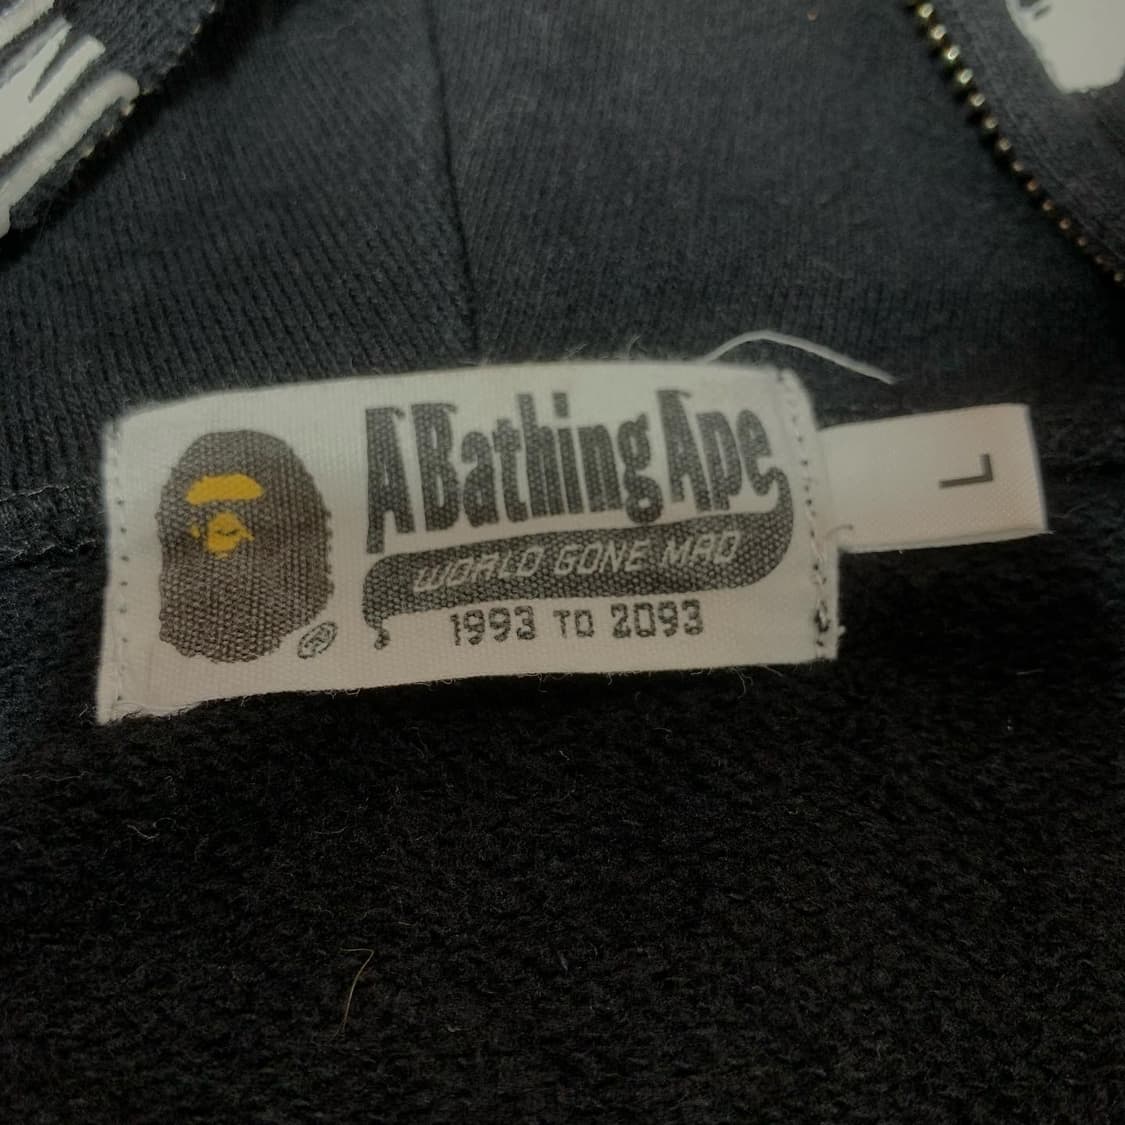 A Bathing Ape
WORLD GONE MAD
1993 TO 2093
L